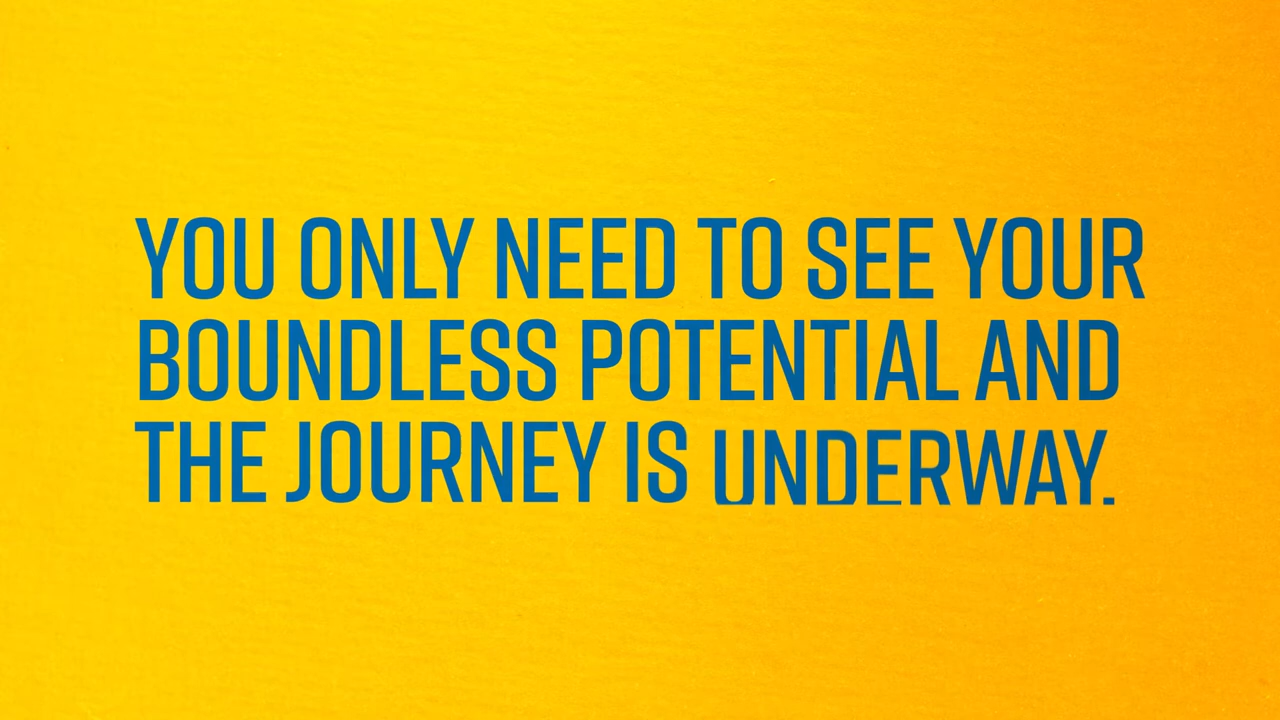 YOU ONLY NEED TO SEE YOUR
BOUNDLESS POTENTIAL AND
THE JOURNEY IS UNDERWAY.